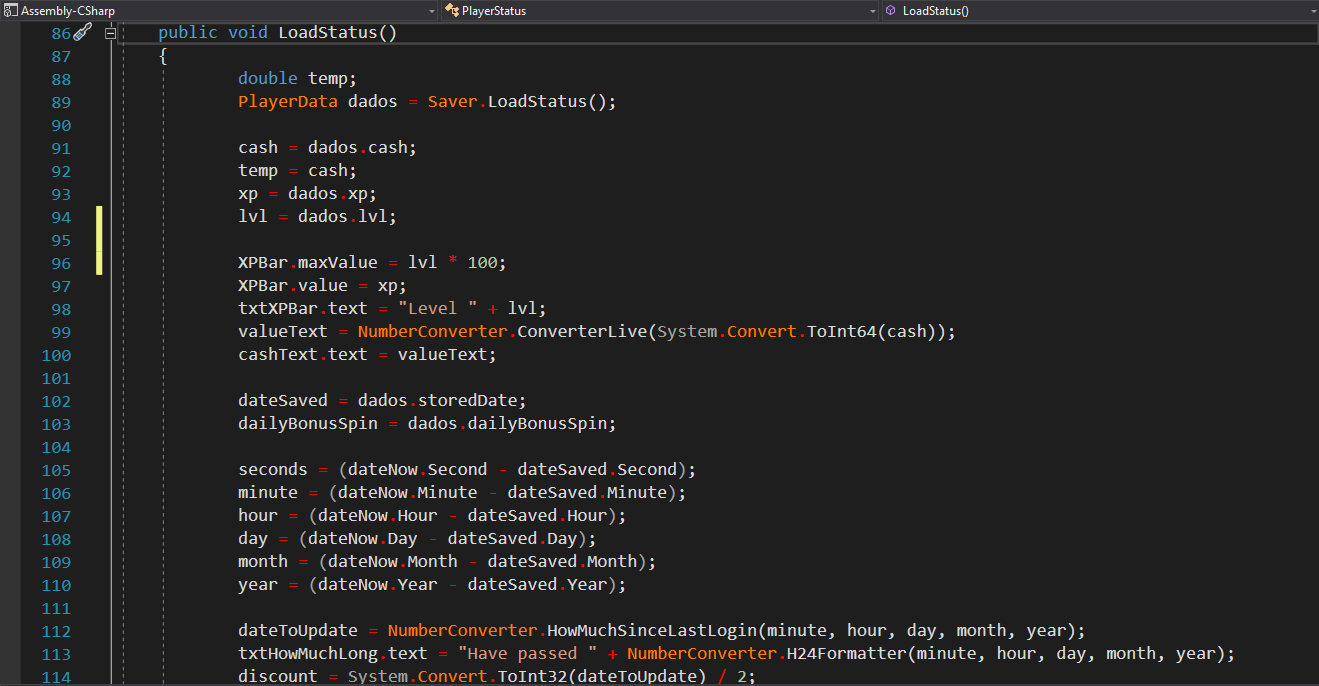 Assembly-CSharp PlayerStatus LoadStatus()
86 public void LoadStatus()
87 {
88 double temp;
89 PlayerData dados = Saver.LoadStatus();
90
91 cash = dados.cash;
92 temp = cash;
93 xp = dados.xp;
94 lvl = dados.lvl;
95
96 XPBar.maxValue = lvl * 100;
97 XPBar.value = xp;
98 txtXPBar.text = "Level " + lvl;
99 valueText = NumberConverter.ConverterLive(System.Convert.ToInt64(cash));
100 cashText.text = valueText;
101
102 dateSaved = dados.storedDate;
103 dailyBonusSpin = dados.dailyBonusSpin;
104
105 seconds = (dateNow.Second - dateSaved.Second);
106 minute = (dateNow.Minute - dateSaved.Minute);
107 hour = (dateNow.Hour - dateSaved.Hour);
108 day = (dateNow.Day - dateSaved.Day);
109 month = (dateNow.Month - dateSaved.Month);
110 year = (dateNow.Year - dateSaved.Year);
111
112 dateToUpdate = NumberConverter.HowMuchSinceLastLogin(minute, hour, day, month, year);
113 txtHowMuchLong.text = "Have passed " + NumberConverter.H24Formatter(minute, hour, day, month, year);
114 discount = System.Convert.ToInt32(dateToUpdate) / 2;